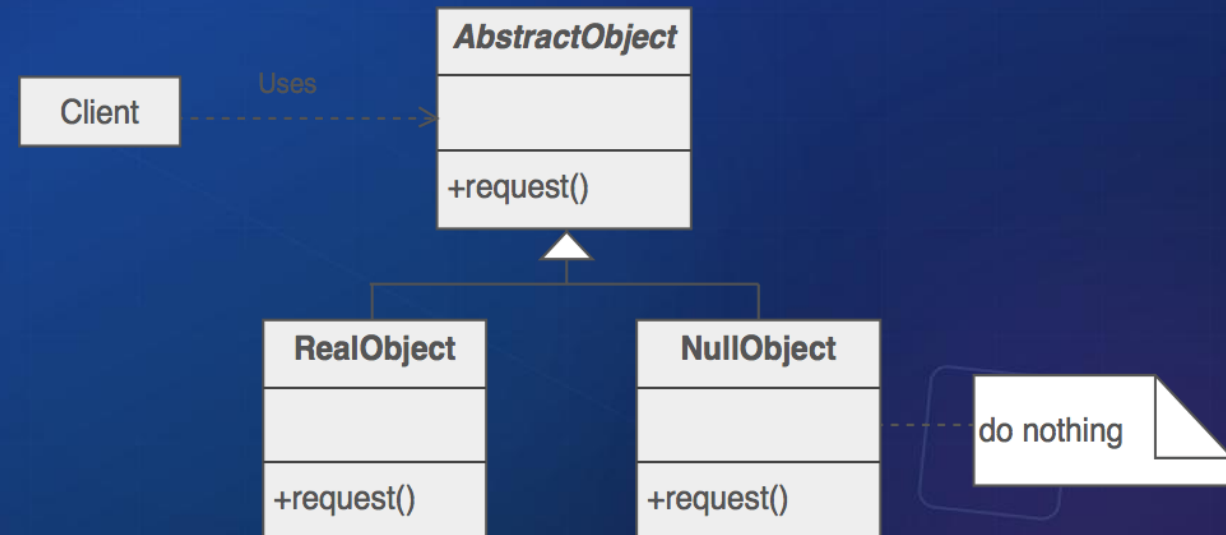 AbstractObject
Uses
Client
+request()
RealObject
NullObject
do nothing
+request()
+request()